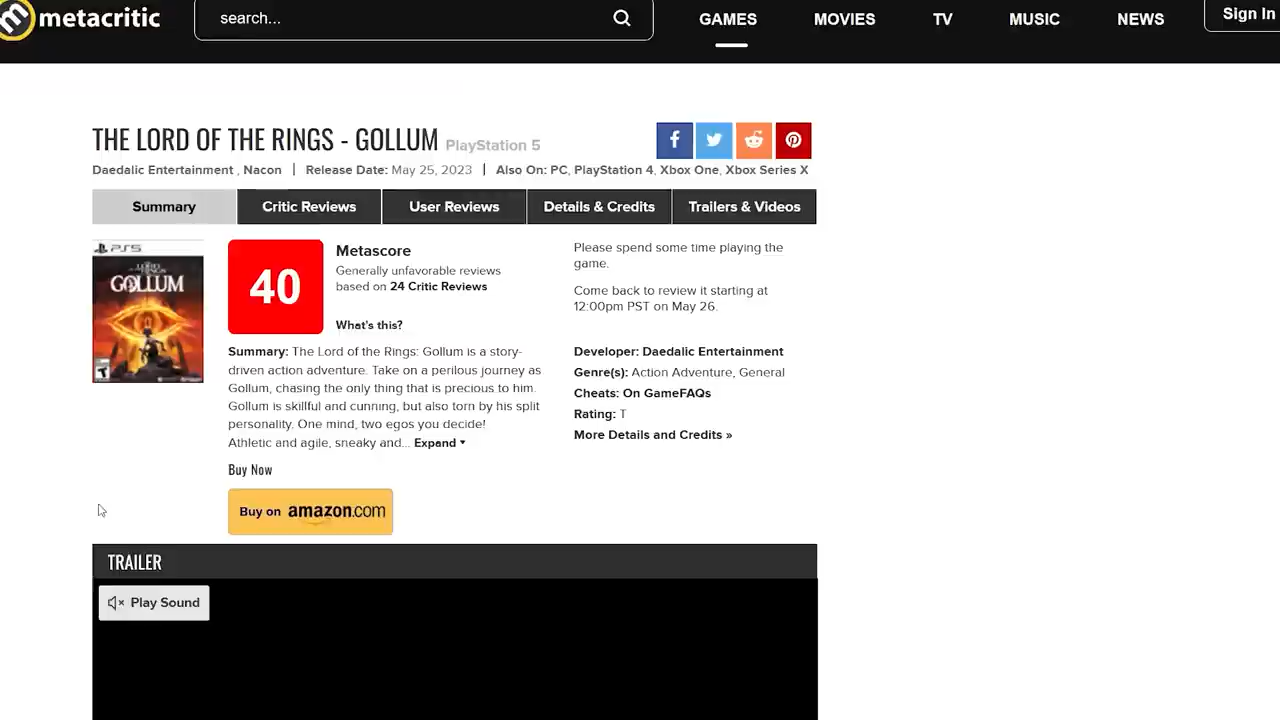 metacritic
search...
GAMES
MOVIES
TV
MUSIC
NEWS
Sign In
THE LORD OF THE RINGS - GOLLUM PlayStation 5
Daedalic Entertainment , Nacon | Release Date: May 25, 2023 | Also On: PC, PlayStation 4, Xbox One, Xbox Series X
Summary
Critic Reviews
User Reviews
Details & Credits
Trailers & Videos
PS5
GOLLUM
T
40
Metascore
Generally unfavorable reviews
based on 24 Critic Reviews
What's this?
Summary: The Lord of the Rings: Gollum is a story-
driven action adventure. Take on a perilous journey as
Gollum, chasing the only thing that is precious to him.
Gollum is skillful and cunning, but also torn by his split
personality. One mind, two egos you decide!
Athletic and agile, sneaky and... Expand
Buy Now
Buy on amazon.com
Please spend some time playing the
game.
Come back to review it starting at
12:00pm PST on May 26.
Developer: Daedalic Entertainment
Genre(s): Action Adventure, General
Cheats: On GameFAQs
Rating: T
More Details and Credits »
TRAILER
Play Sound